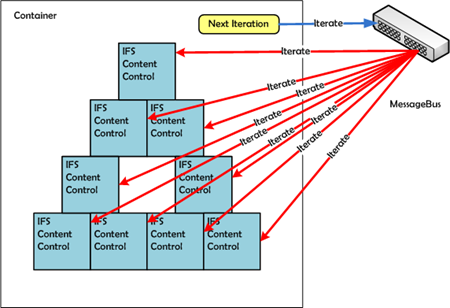 Container
Next Iteration
Iterate
MessageBus
Iterate
Iterate
Iterate
Iterate
Iterate
Iterate
Iterate
Iterate
Iterate
IFS
Content
Control
IFS
Content
Control
IFS
Content
Control
IFS
Content
Control
IFS
Content
Control
IFS
Content
Control
IFS
Content
Control
IFS
Content
Control
IFS
Content
Control